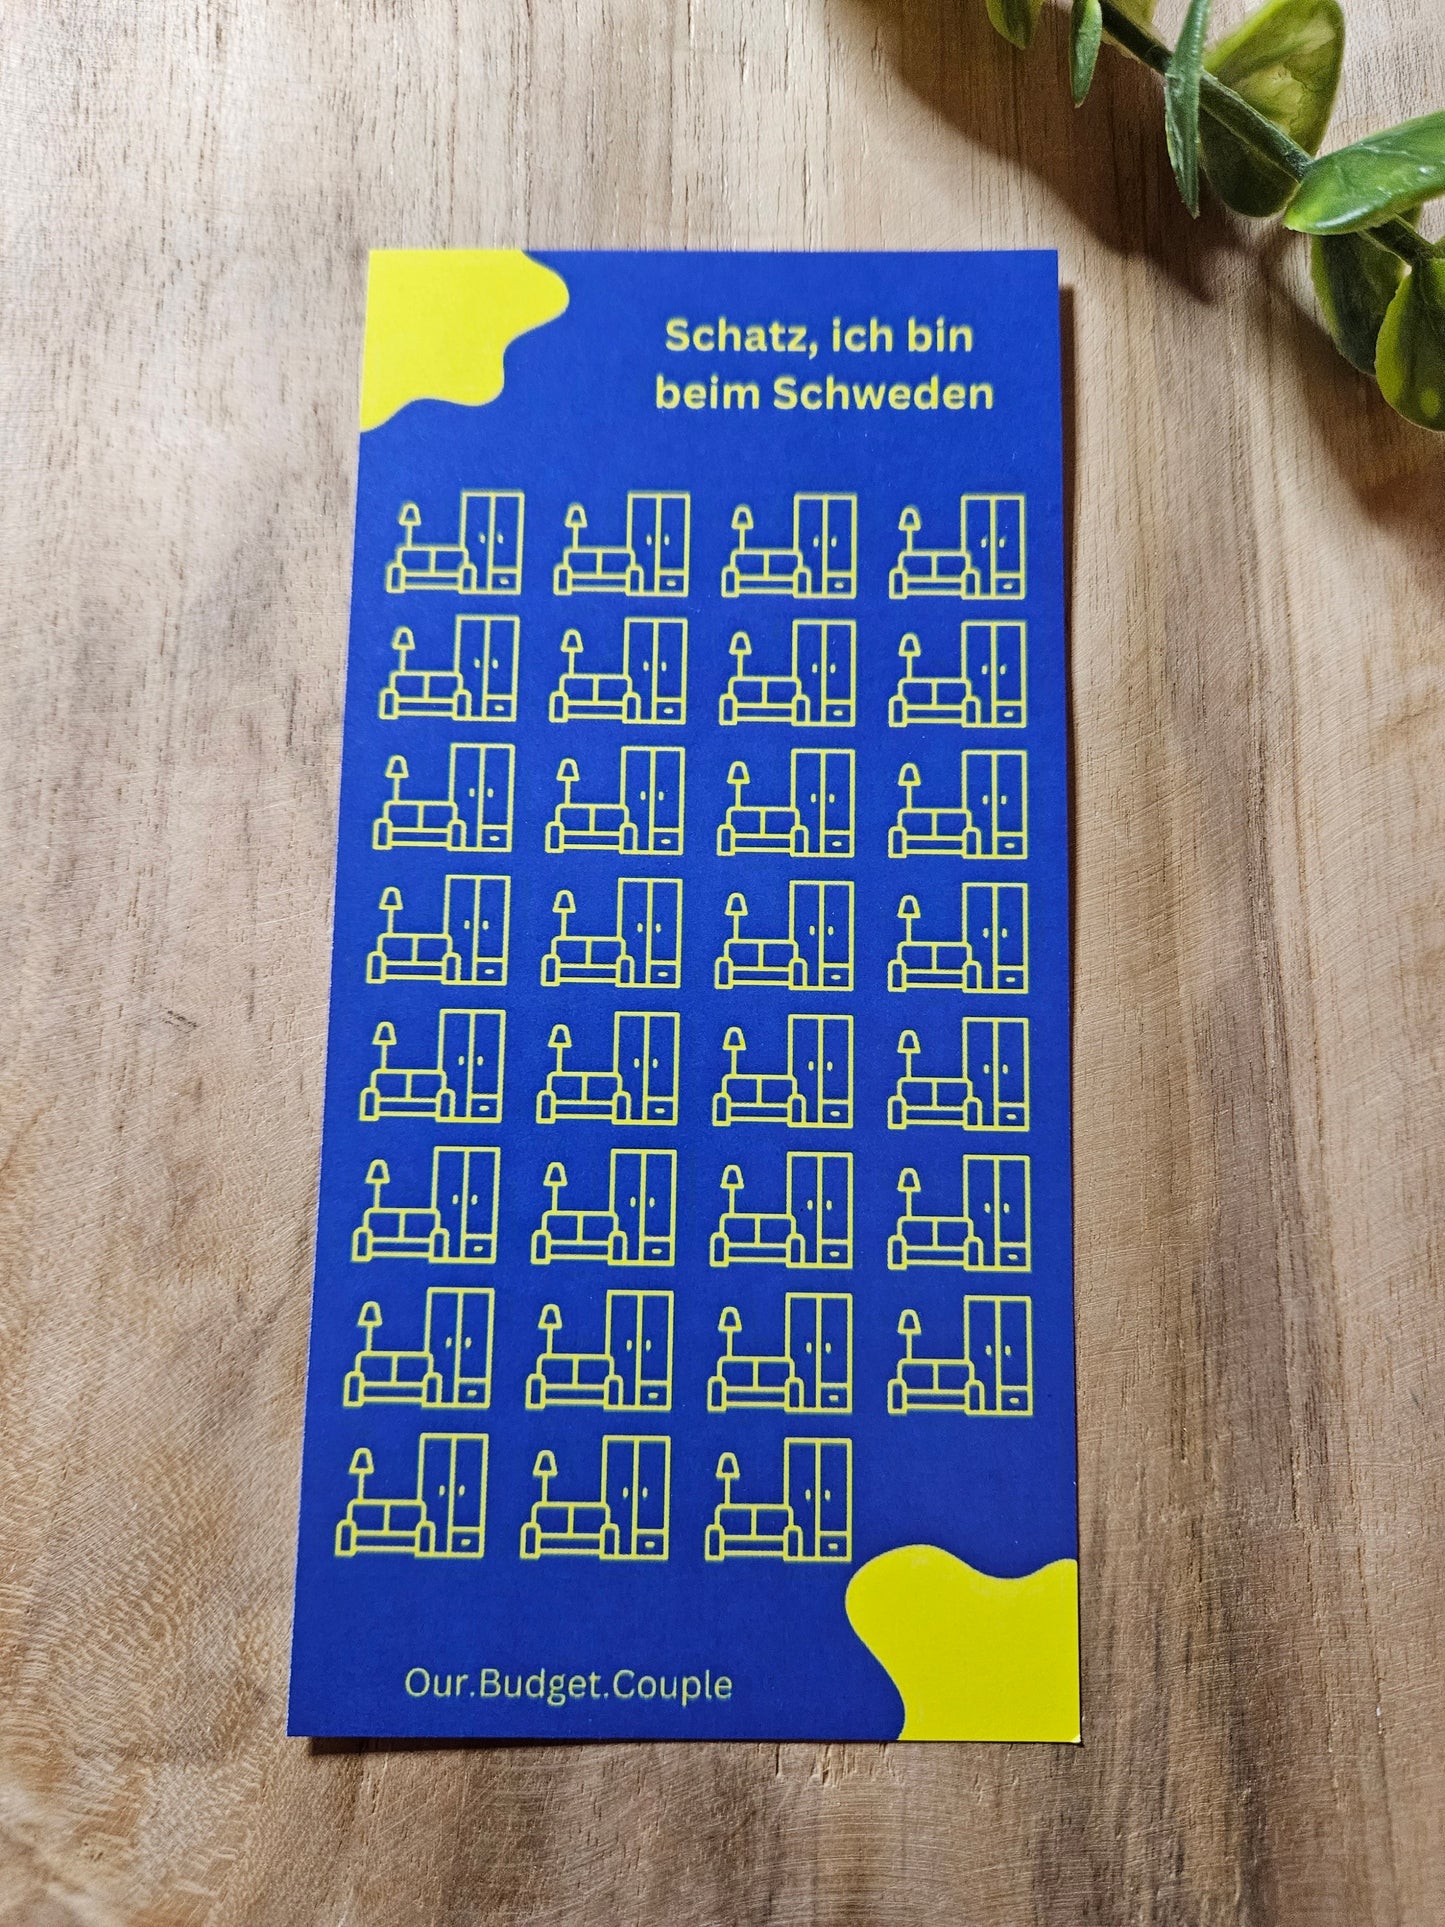 Schatz, ich bin
beim Schweden
Our.Budget.Couple